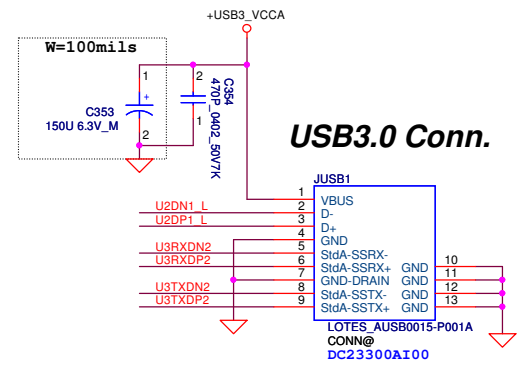 +USB3_VCCA
W=100mils
1
2
+
C353
150U 6.3V_M
2
1
C354
470P_0402_50V7K
USB3.0 Conn.
JUSB1
1 VBUS
U2DN1_L 2 D-
U2DP1_L 3 D+
4 GND
U3RXDN2 5 StdA-SSRX-
U3RXDP2 6 StdA-SSRX+ GND 10
7 GND-DRAIN GND 11
U3TXDN2 8 StdA-SSTX- GND 12
U3TXDP2 9 StdA-SSTX+ GND 13
LOTES_AUSB0015-P001A
CONN@
DC23300AI00